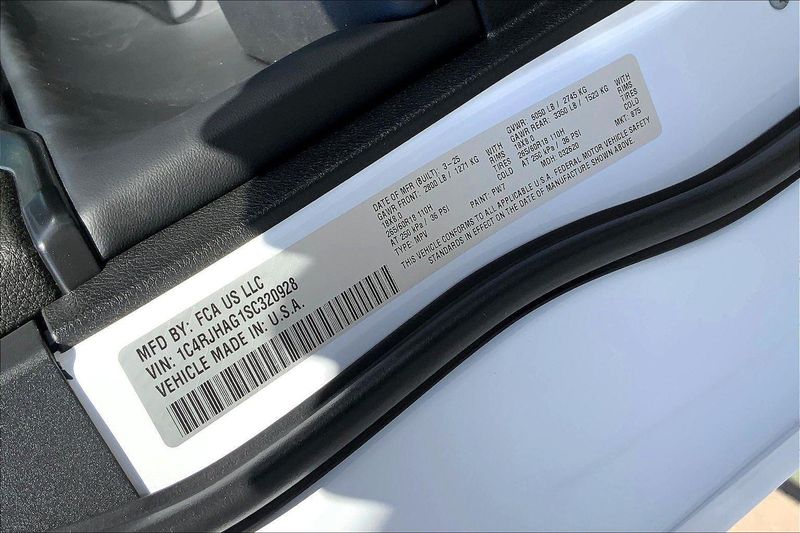 MFD BY: FCA US LLC
VIN: 1C4RJHAG1SC320928
VEHICLE MADE IN: U.S.A.
DATE OF MFR (BUILT) 3-25 GVWR: 6050 LB / 2745 KG
GAWR FRONT: 2800 LB / 1271 KG WITH GAWR REAR: 3350 LB / 1523 KG WITH
18X8.0 RIMS 18X8.0 RIMS
265/60R18 110H TIRES 265/60R18 110H TIRES
AT 250 kPa / 36 PSI COLD AT 250 kPa / 36 PSI COLD
TYPE: MPV PAINT: PW7 MDH: 032620 MKT: 875
THIS VEHICLE CONFORMS TO ALL APPLICABLE U.S.A. FEDERAL MOTOR VEHICLE SAFETY
STANDARDS IN EFFECT ON THE DATE OF MANUFACTURE SHOWN ABOVE.